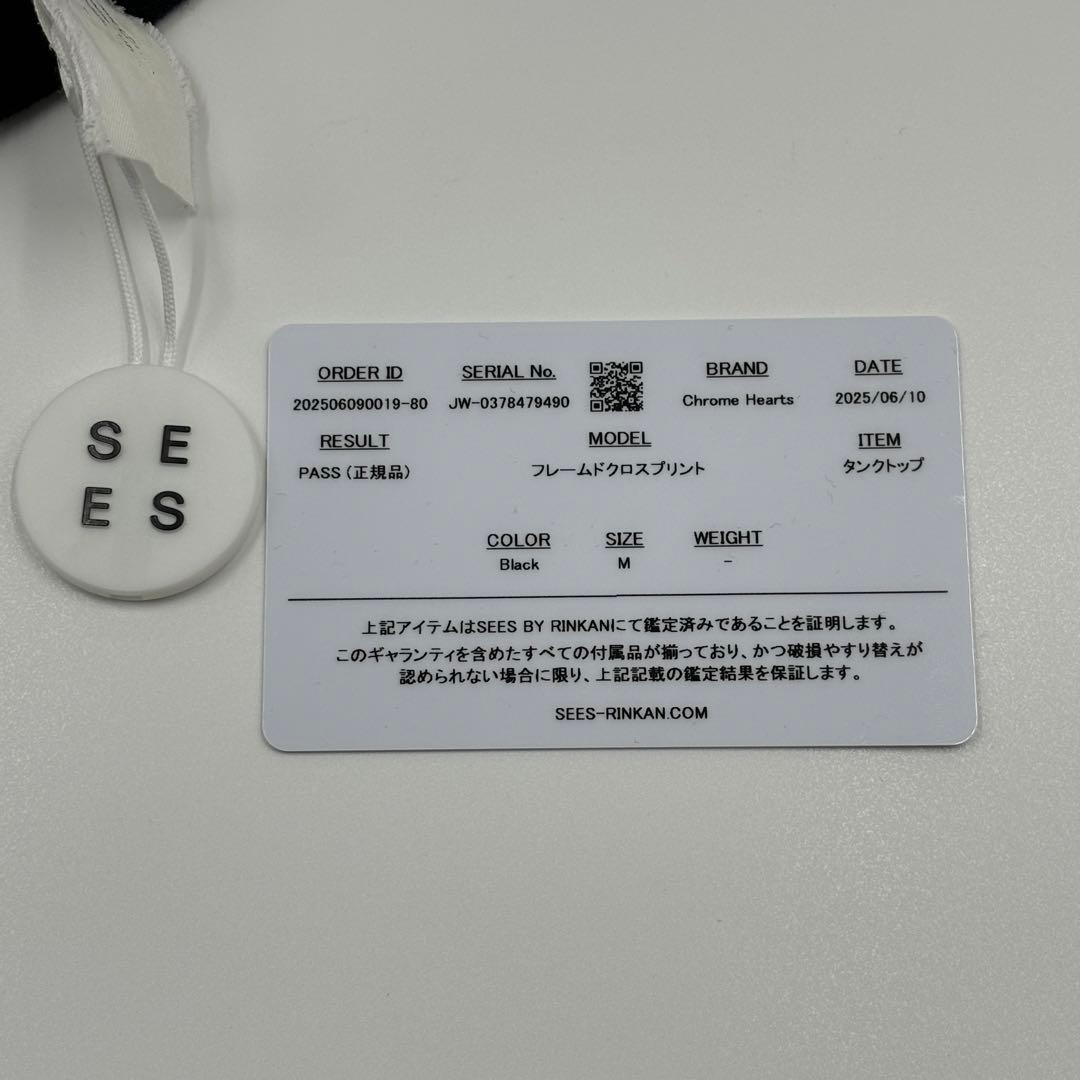 S E
E S
ORDER ID SERIAL No. BRAND DATE
202506090019-80 JW-0378479490 Chrome Hearts 2025/06/10
RESULT MODEL ITEM
PASS (正規品) フレームドクロスプリント タンクトップ
COLOR SIZE WEIGHT
Black M -
上記アイテムはSEES BY RINKANにて鑑定済みであることを証明します。
このギャランティを含めたすべての付属品が揃っており、かつ破損やすり替えが
認められない場合に限り、上記記載の鑑定結果を保証します。
SEES-RINKAN.COM